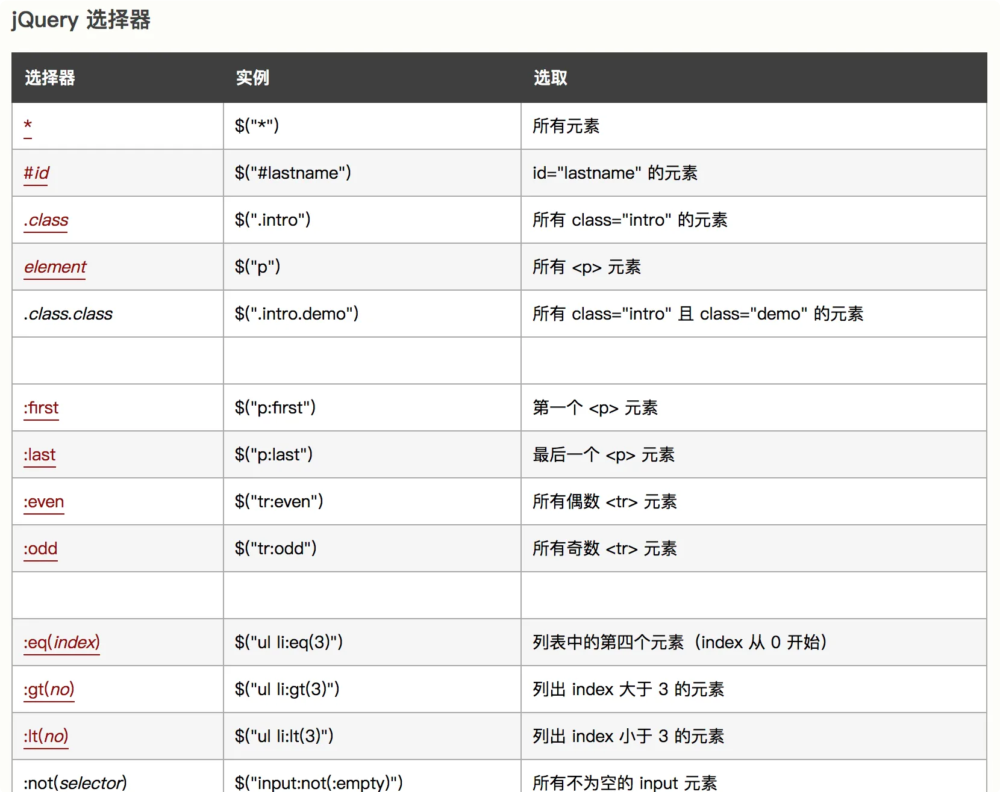 jQuery 选择器
选择器 实例 选取
* $("*") 所有元素
#id $("#lastname") id="lastname" 的元素
.class $(".intro") 所有 class="intro" 的元素
element $("p") 所有 <p> 元素
.class.class $(".intro.demo") 所有 class="intro" 且 class="demo" 的元素
:first $("p:first") 第一个 <p> 元素
:last $("p:last") 最后一个 <p> 元素
:even $("tr:even") 所有偶数 <tr> 元素
:odd $("tr:odd") 所有奇数 <tr> 元素
:eq(index) $("ul li:eq(3)") 列表中的第四个元素（index 从 0 开始）
:gt(no) $("ul li:gt(3)") 列出 index 大于 3 的元素
:lt(no) $("ul li:lt(3)") 列出 index 小于 3 的元素
:not(selector) $("input:not(:empty)") 所有不为空的 input 元素